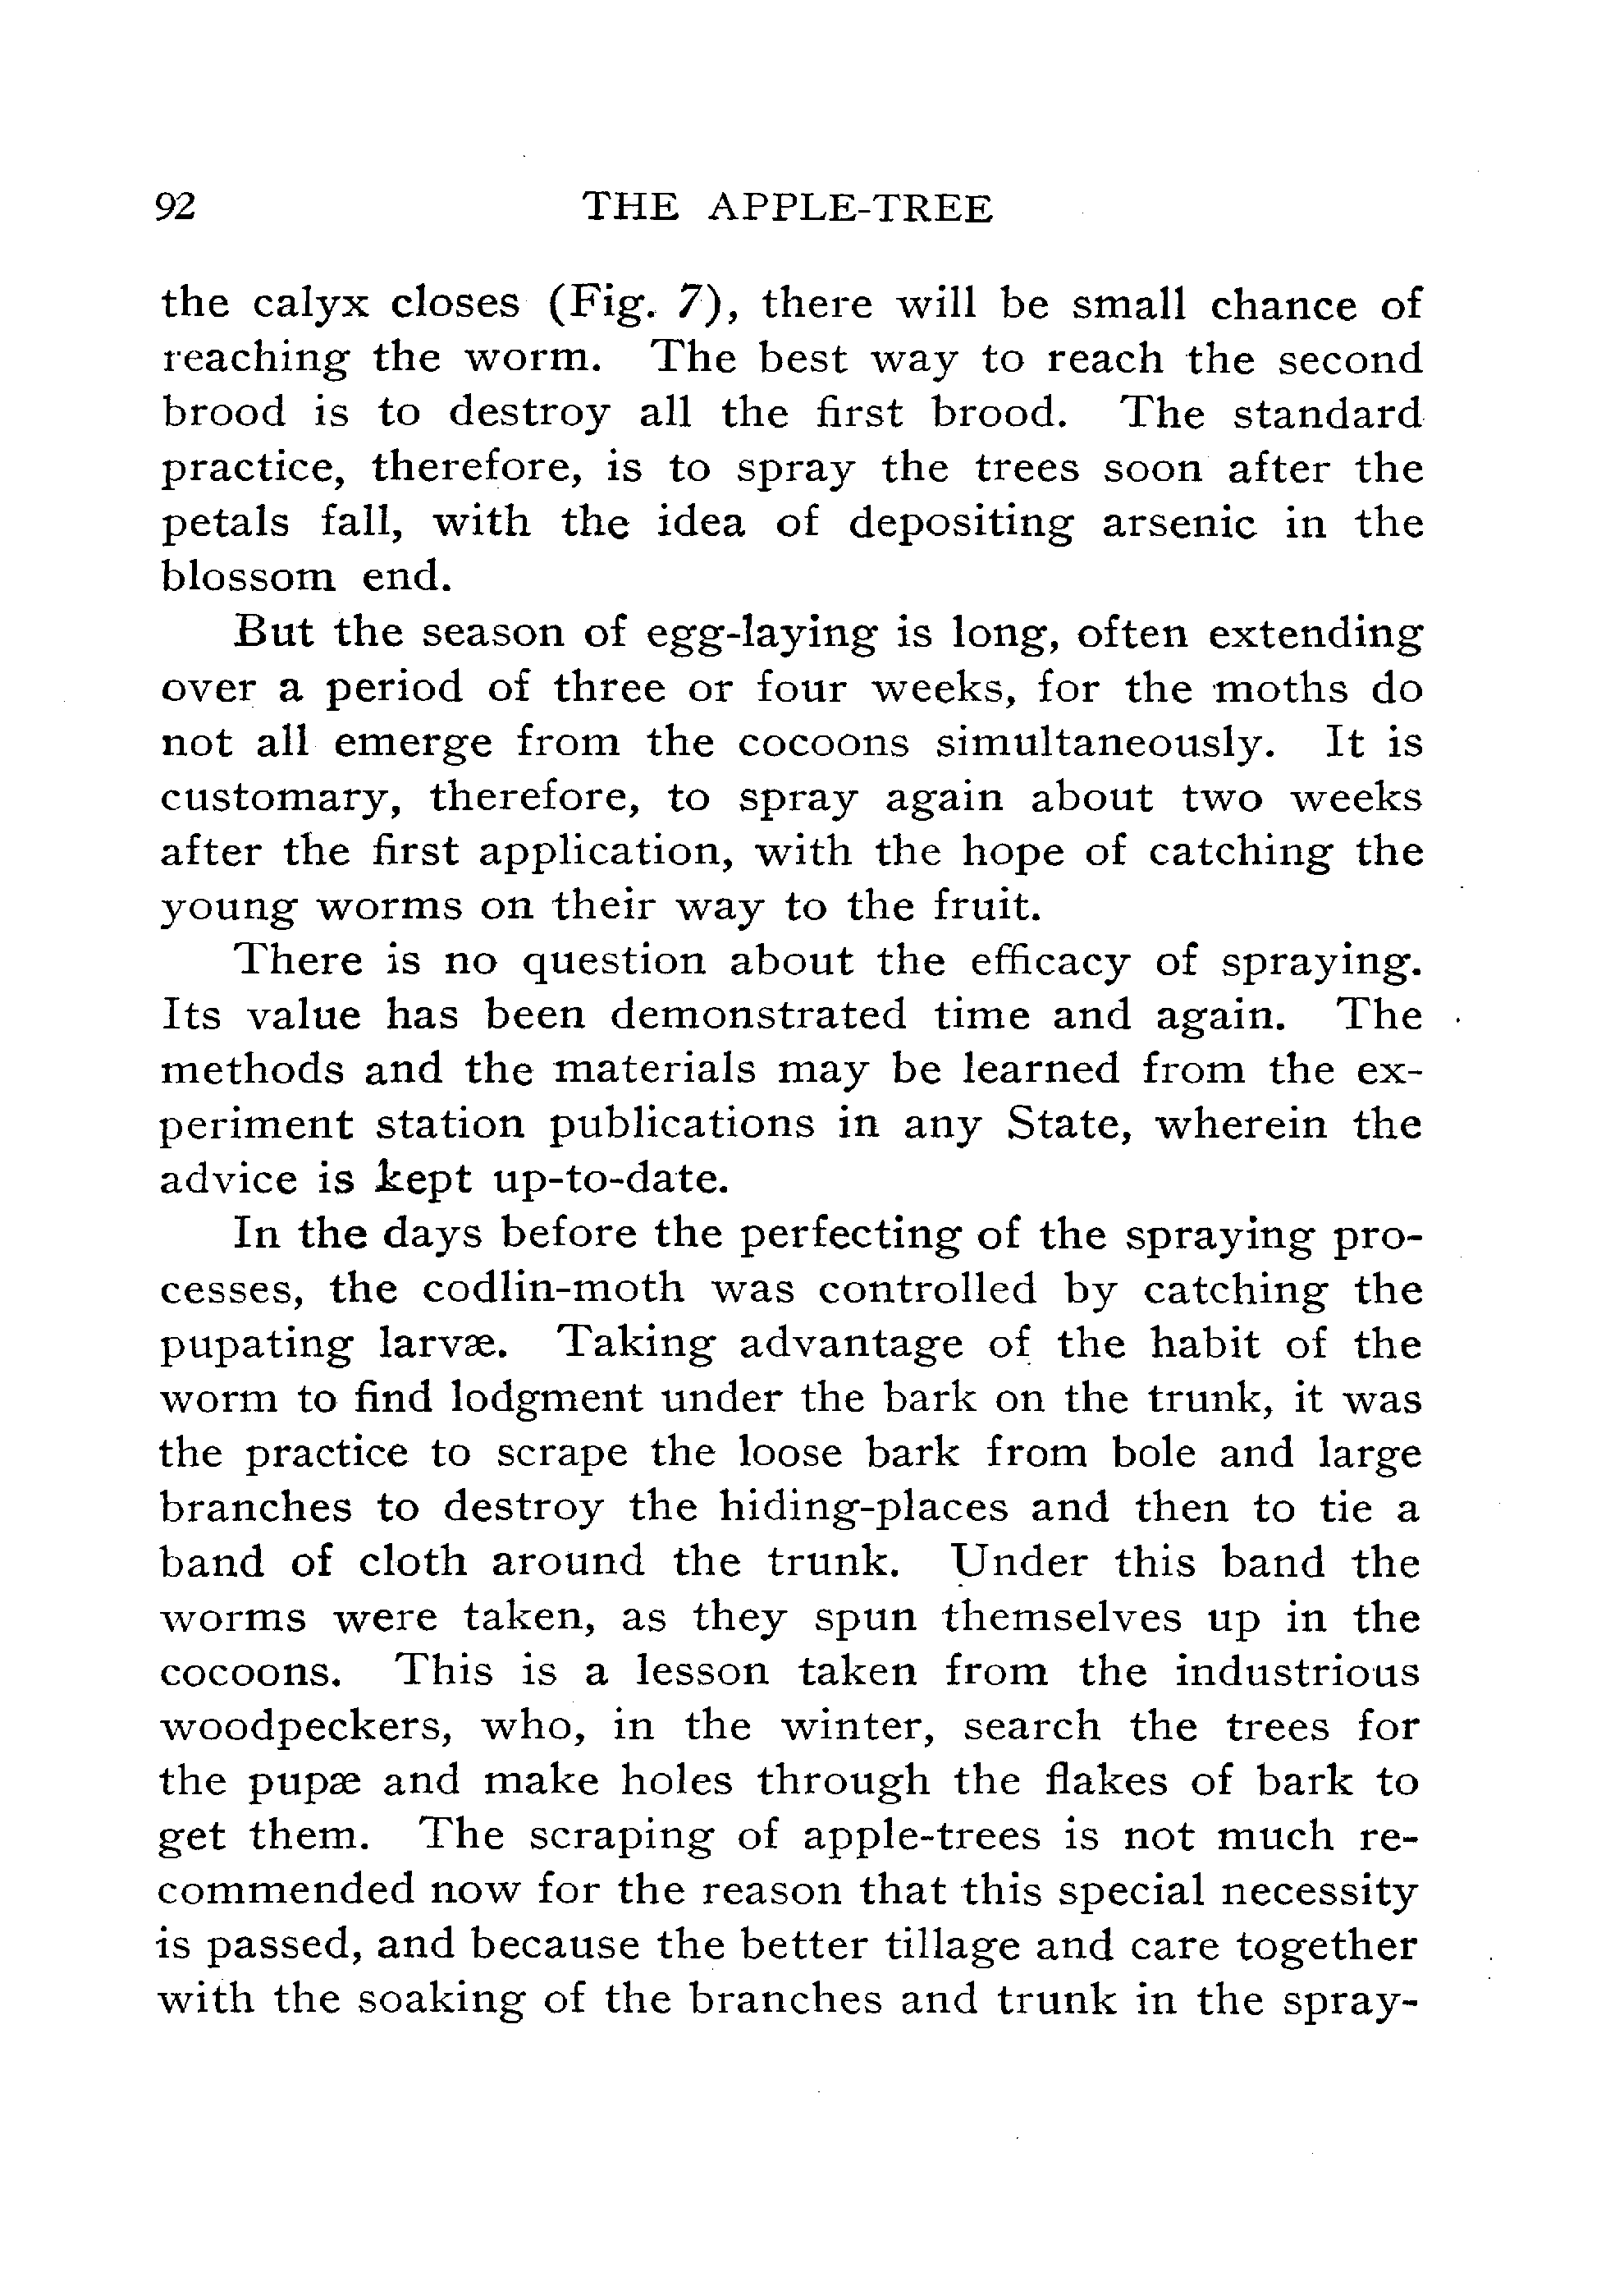 92 THE APPLE-TREE
the calyx closes (Fig. 7), there will be small chance of
reaching the worm. The best way to reach the second
brood is to destroy all the first brood. The standard
practice, therefore, is to spray the trees soon after the
petals fall, with the idea of depositing arsenic in the
blossom end.
But the season of egg-laying is long, often extending
over a period of three or four weeks, for the moths do
not all emerge from the cocoons simultaneously. It is
customary, therefore, to spray again about two weeks
after the first application, with the hope of catching the
young worms on their way to the fruit.
There is no question about the efficacy of spraying.
Its value has been demonstrated time and again. The
methods and the materials may be learned from the ex-
periment station publications in any State, wherein the
advice is kept up-to-date.
In the days before the perfecting of the spraying pro-
cesses, the codlin-moth was controlled by catching the
pupating larvæ. Taking advantage of the habit of the
worm to find lodgment under the bark on the trunk, it was
the practice to scrape the loose bark from bole and large
branches to destroy the hiding-places and then to tie a
band of cloth around the trunk. Under this band the
worms were taken, as they spun themselves up in the
cocoons. This is a lesson taken from the industrious
woodpeckers, who, in the winter, search the trees for
the pupæ and make holes through the flakes of bark to
get them. The scraping of apple-trees is not much re-
commended now for the reason that this special necessity
is passed, and because the better tillage and care together
with the soaking of the branches and trunk in the spray-